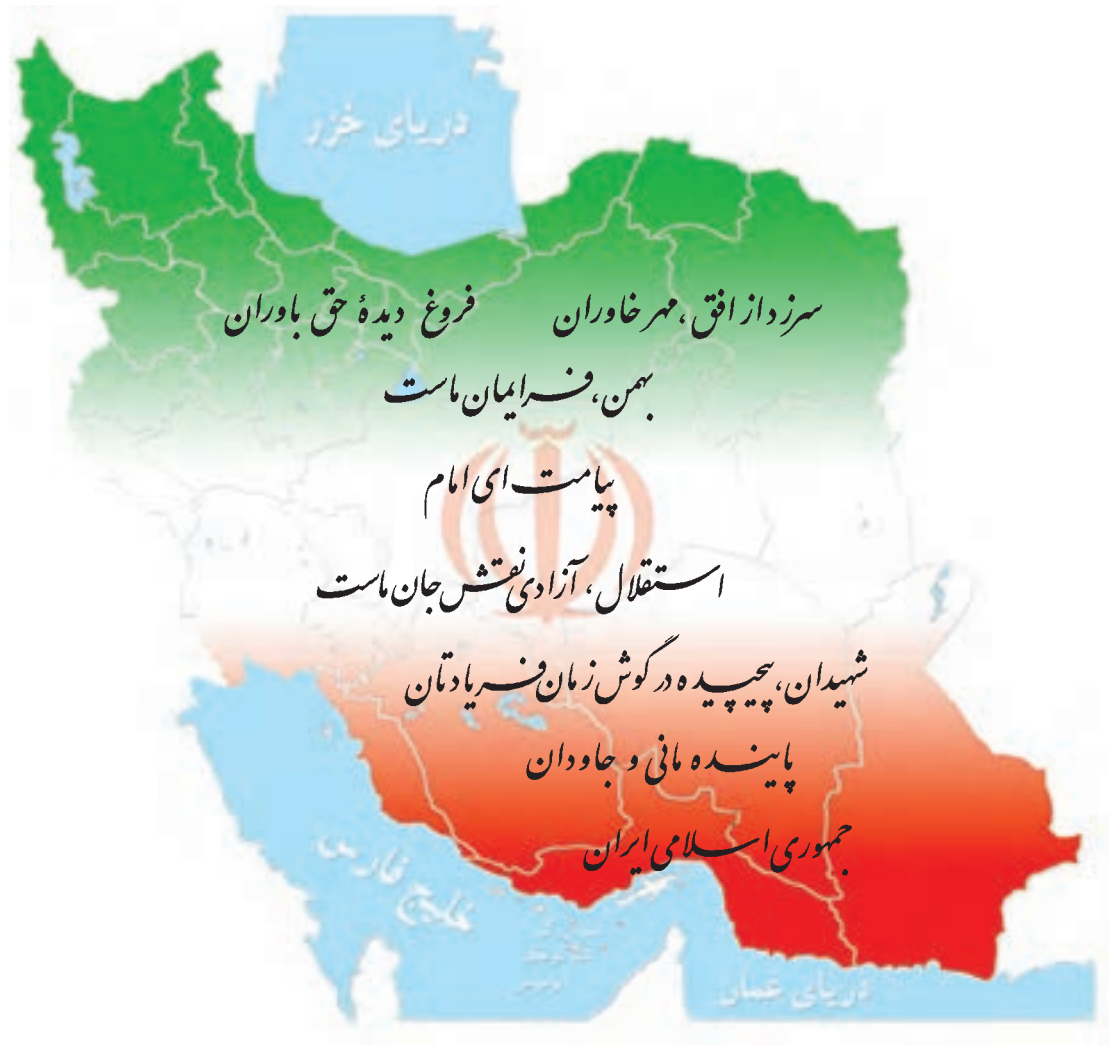 دریای خزر
سرزد از افق، مهر خاوران فروغ دیدهٔ حق باوران
بهمن، فر ایمان ماست
پیامت ای امام
استقلال، آزادی نقش جان ماست
شهیدان، پیچیده در گوش زمان فریادتان
پاینده مانی و جاودان
جمهوری اسلامی ایران
خلیج فارس
دریای عمان